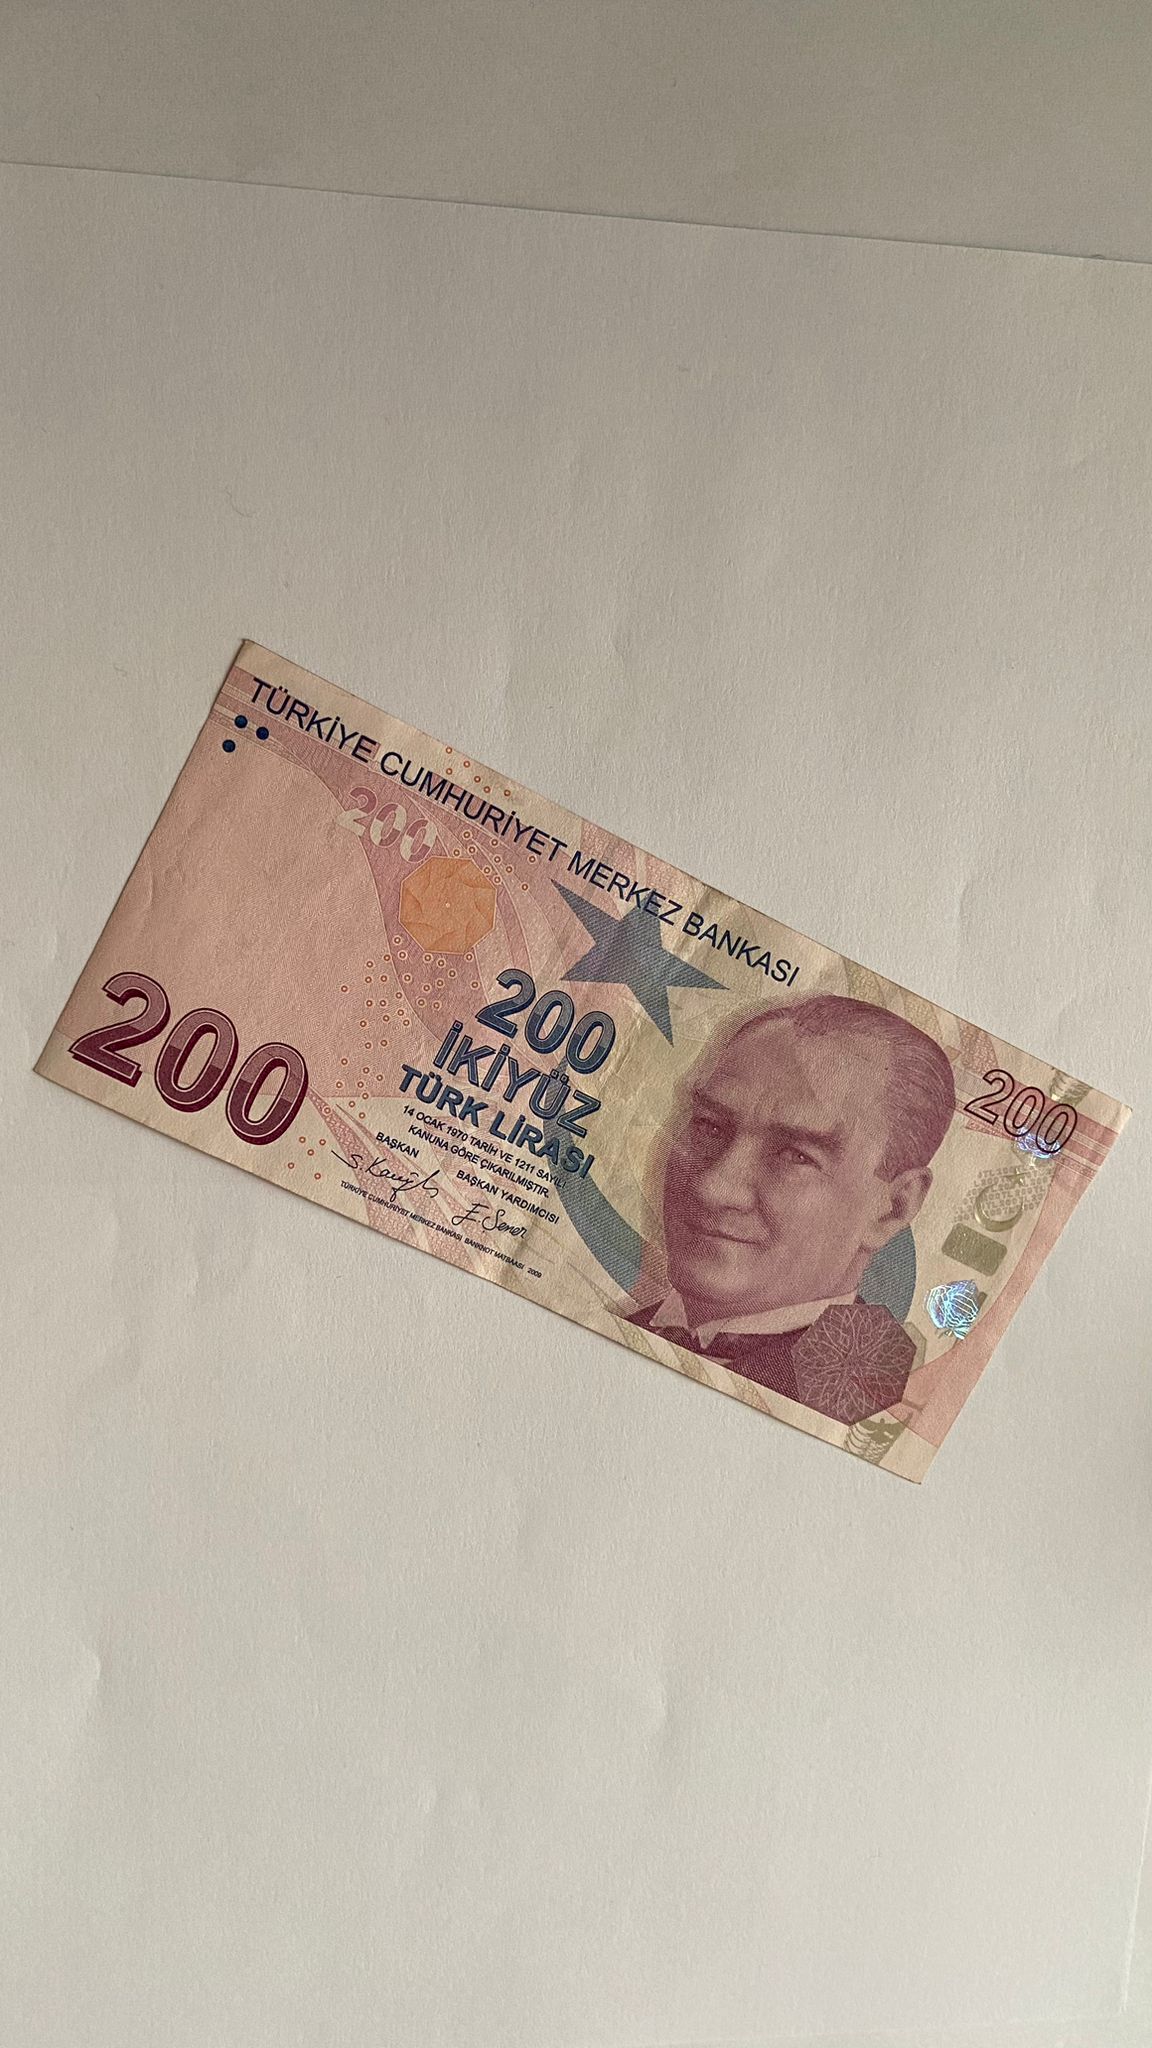 TÜRKİYE CUMHURİYET MERKEZ BANKASI
200
200
İKİYÜZ
TÜRK LİRASI
14 OCAK 1970 TARİH VE 1211 SAYILI
KANUNA GÖRE ÇIKARILMIŞTIR.
BAŞKAN BAŞKAN YARDIMCISI
E. Şener
TÜRKİYE CUMHURİYET MERKEZ BANKASI BANKNOT MATBAASI 2009
200
200